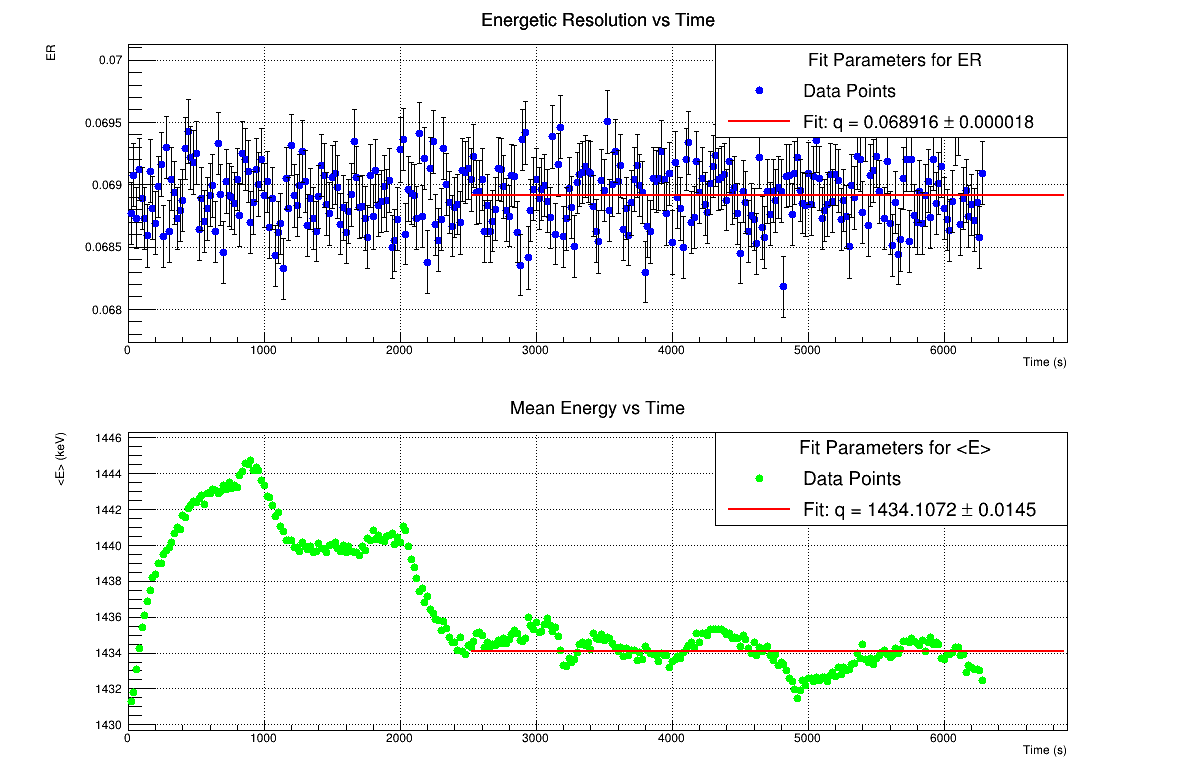 Energetic Resolution vs Time
ER
Fit Parameters for ER
Data Points
Fit: q = 0.068916 ± 0.000018
0.07
0.0695
0.069
0.0685
0.068
0 1000 2000 3000 4000 5000 6000
Time (s)
Mean Energy vs Time
<E> (keV)
Fit Parameters for <E>
Data Points
Fit: q = 1434.1072 ± 0.0145
1446
1444
1442
1440
1438
1436
1434
1432
1430
0 1000 2000 3000 4000 5000 6000
Time (s)